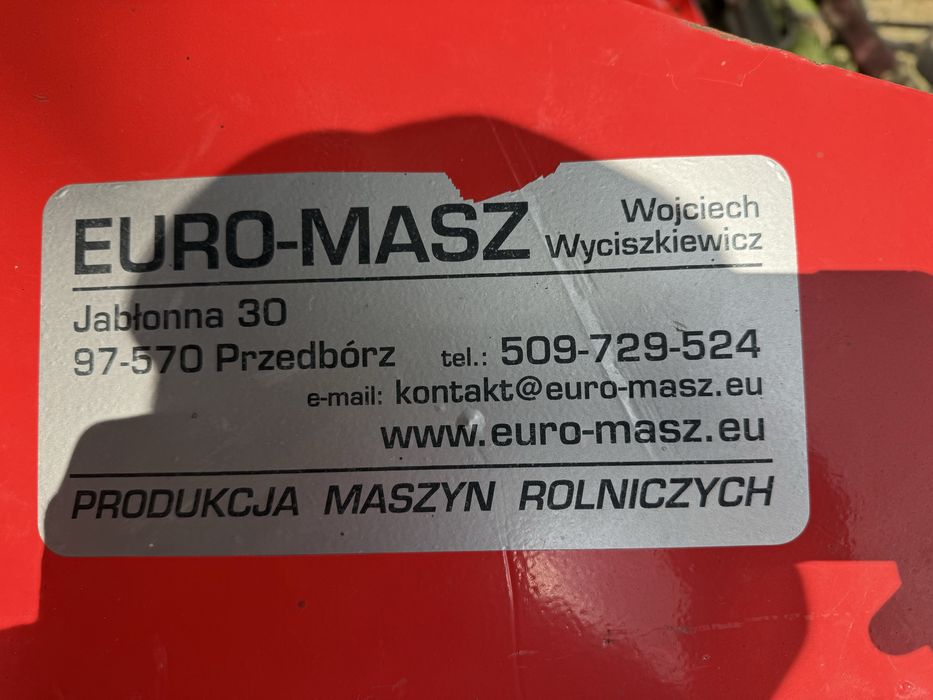 EURO-MASZ Wojciech Wyciszkiewicz
Jabłonna 30
97-570 Przedbórz tel.: 509-729-524
e-mail: kontakt@euro-masz.eu
www.euro-masz.eu
PRODUKCJA MASZYN ROLNICZYCH